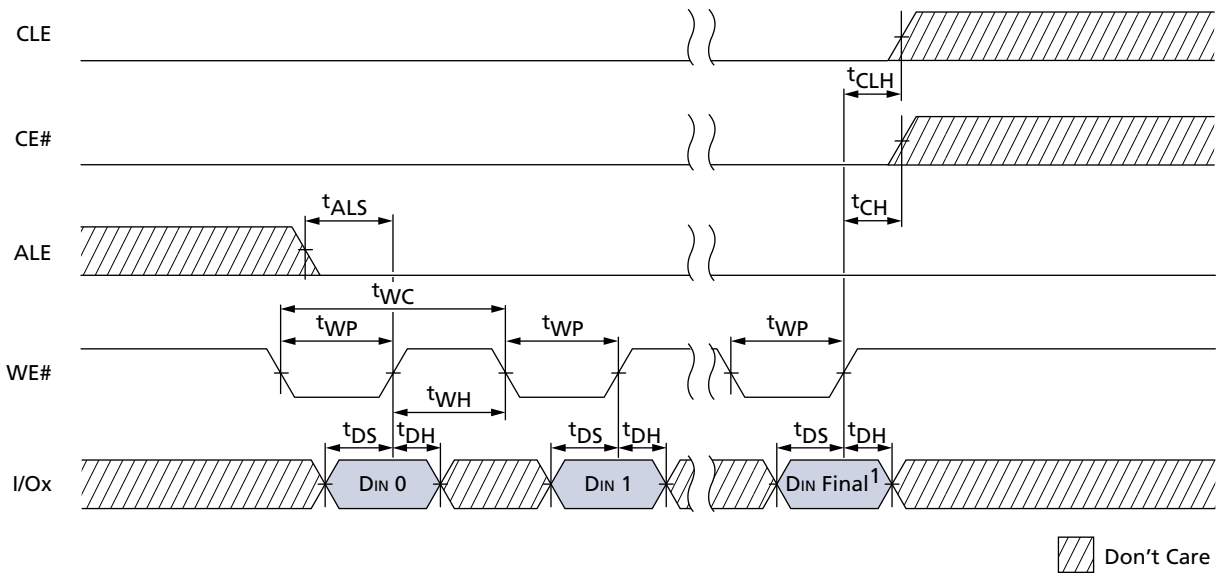 CLE
tCLH
CE#
tCH
tALS
ALE
tWC
tWP
tWP
tWP
WE#
tWH
tDS
tDH
tDS
tDH
tDS
tDH
I/Ox
DIN 0
DIN 1
DIN Final1
Don't Care